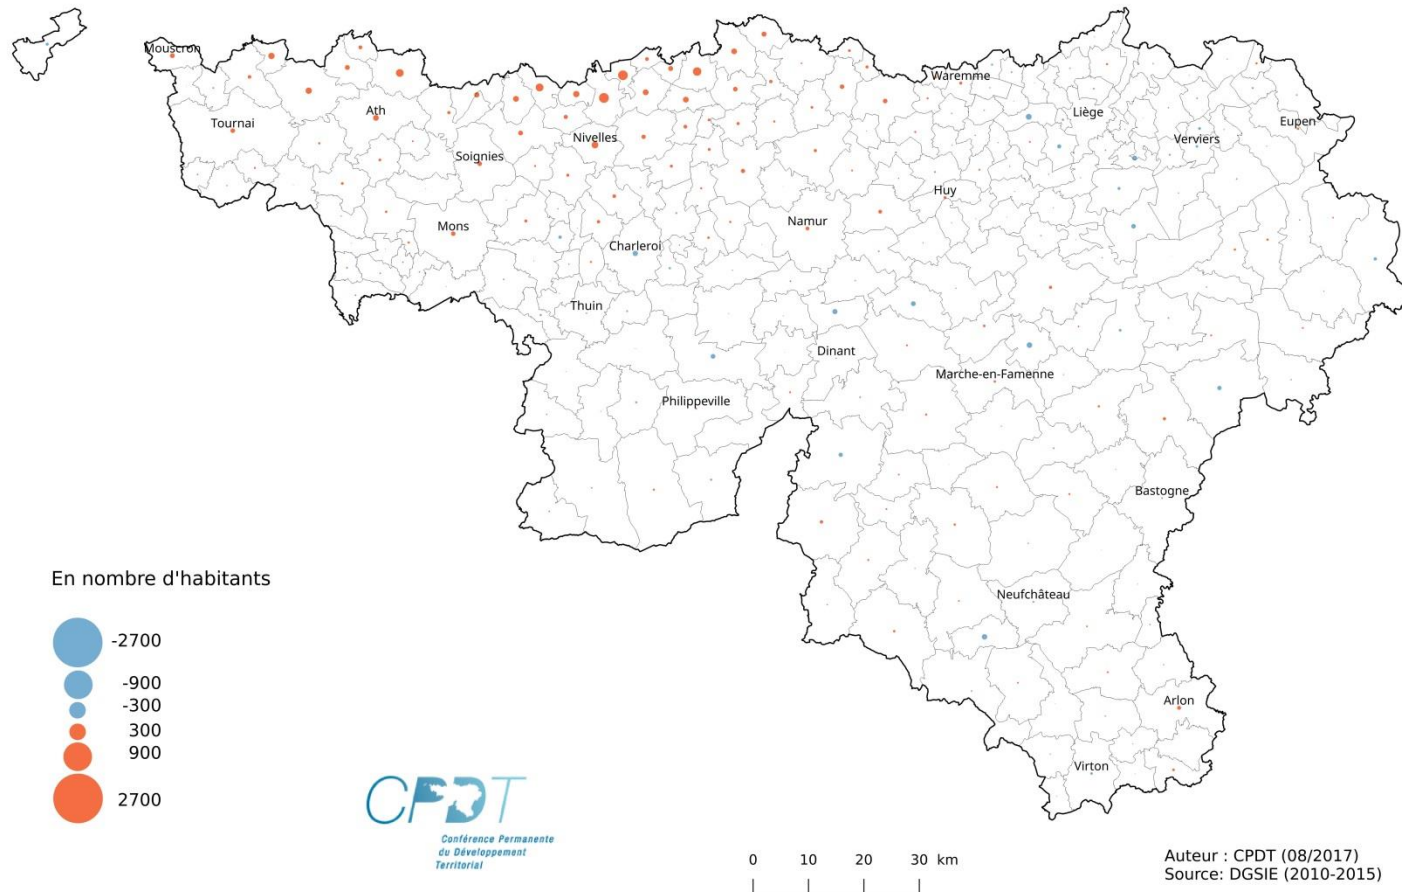 Mouscron
Waremme
Ath
Liège
Tournai
Eupen
Nivelles
Verviers
Soignies
Huy
Mons
Namur
Charleroi
Thuin
Dinant
Marche-en-Famenne
Philippeville
Bastogne
En nombre d'habitants
Neufchâteau
-2700
-900
-300
300
900
2700
Arlon
Virton
CPDT
Conférence Permanente
du Développement
Territorial
0 10 20 30 km
Auteur : CPDT (08/2017)
Source: DGSIE (2010-2015)